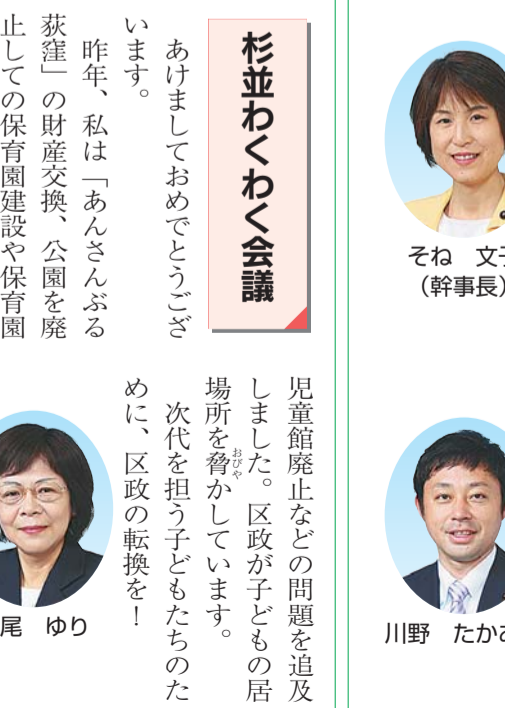 そね 文子
（幹事長）
川野 たかあ
杉並わくわく会議
あけましておめでとうござ
います。
昨年、私は「あんさんぶる
荻窪」の財産交換、公園を廃
止しての保育園建設や保育園
児童館廃止などの問題を追及
しました。区政が子どもの居
場所を脅おびやかしています。
次代を担う子どもたちのた
めに、区政の転換を！
尾 ゆり